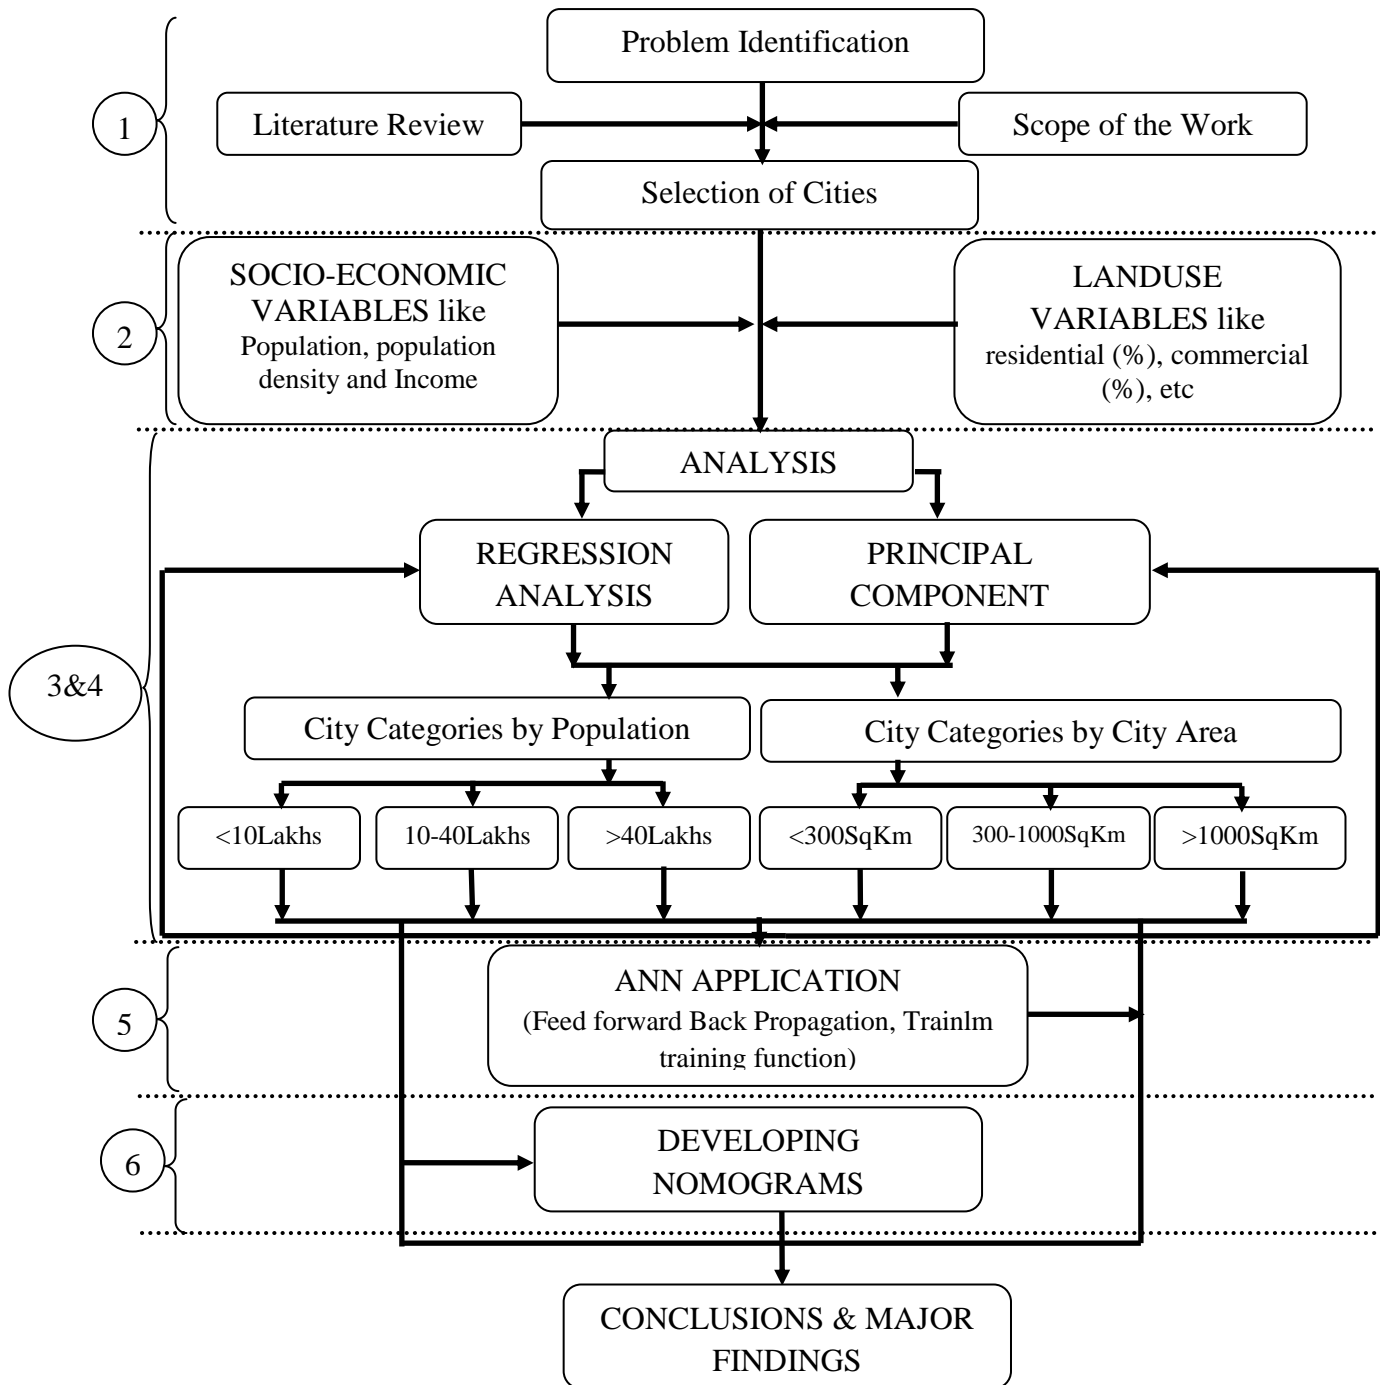 Problem Identification
1
Literature Review
Scope of the Work
Selection of Cities
2
SOCIO-ECONOMIC
VARIABLES like
Population, population
density and Income
LANDUSE
VARIABLES like
residential (%), commercial
(%), etc
3&4
ANALYSIS
REGRESSION
ANALYSIS
PRINCIPAL
COMPONENT
City Categories by Population
City Categories by City Area
<10Lakhs
10-40Lakhs
>40Lakhs
<300SqKm
300-1000SqKm
>1000SqKm
5
ANN APPLICATION
(Feed forward Back Propagation, Trainlm
training function)
6
DEVELOPING
NOMOGRAMS
CONCLUSIONS & MAJOR
FINDINGS